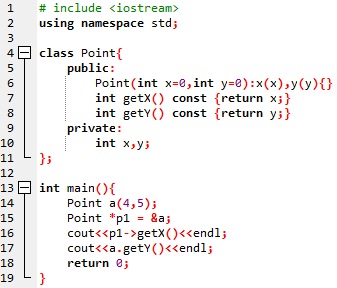 1 # include <iostream>
2 using namespace std;
3
4 class Point{
5 public:
6 Point(int x=0,int y=0):x(x),y(y){}
7 int getX() const {return x;}
8 int getY() const {return y;}
9 private:
10 int x,y;
11 };
12
13 int main(){
14 Point a(4,5);
15 Point *p1 = &a;
16 cout<<p1->getX()<<endl;
17 cout<<a.getY()<<endl;
18 return 0;
19 }